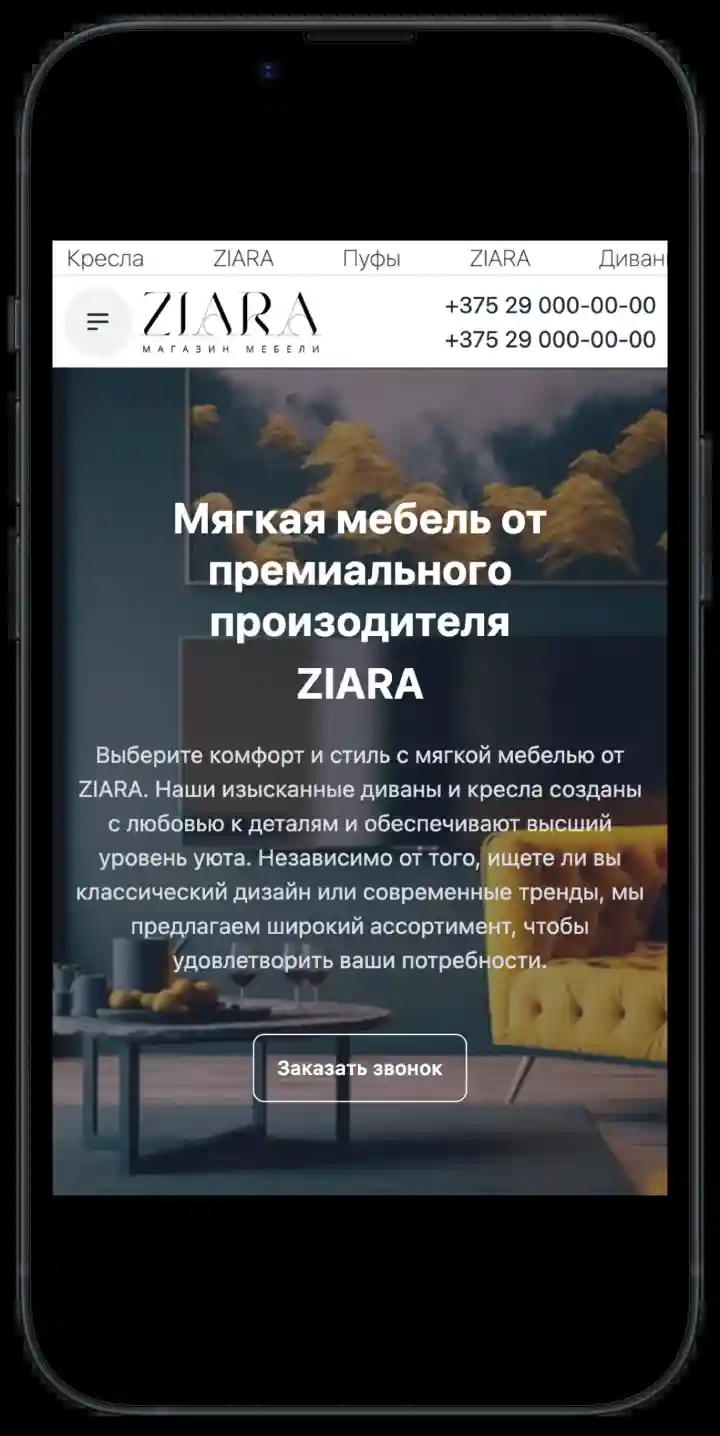 Кресла ZIARA Пуфы ZIARA Диван
ZIARA
МАГАЗИН МЕБЕЛИ
+375 29 000-00-00
+375 29 000-00-00
Мягкая мебель от
премиального
произодителя
ZIARA
Выберите комфорт и стиль с мягкой мебелью от
ZIARA. Наши изысканные диваны и кресла созданы
с любовью к деталям и обеспечивают высший
уровень уюта. Независимо от того, ищете ли вы
классический дизайн или современные тренды, мы
предлагаем широкий ассортимент, чтобы
удовлетворить ваши потребности.
Заказать звонок